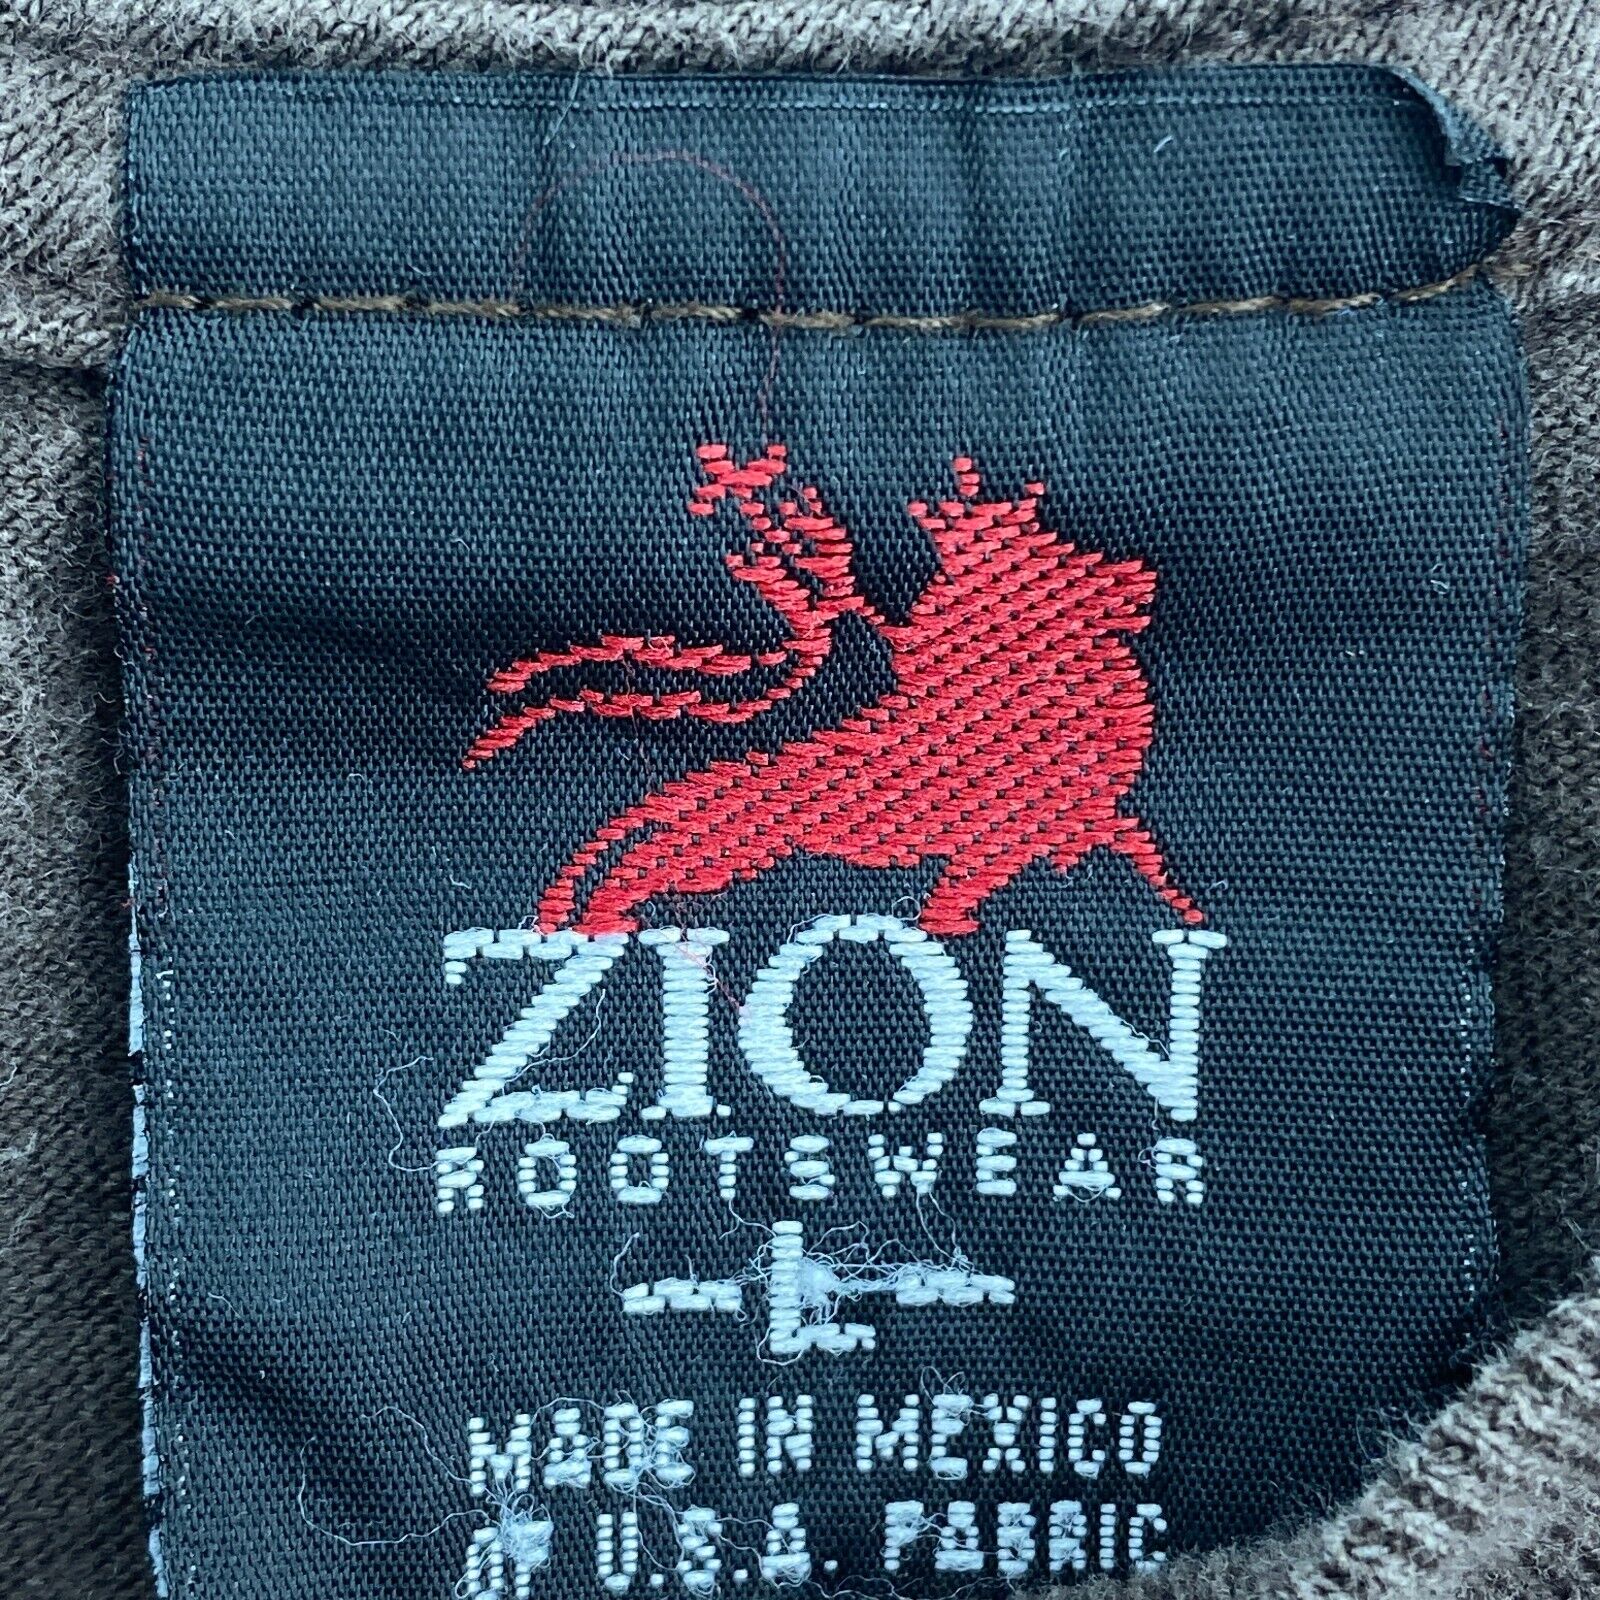 ZION
ROOTSWEAR
L
MADE IN MEXICO
OF U.S.A. FABRIC